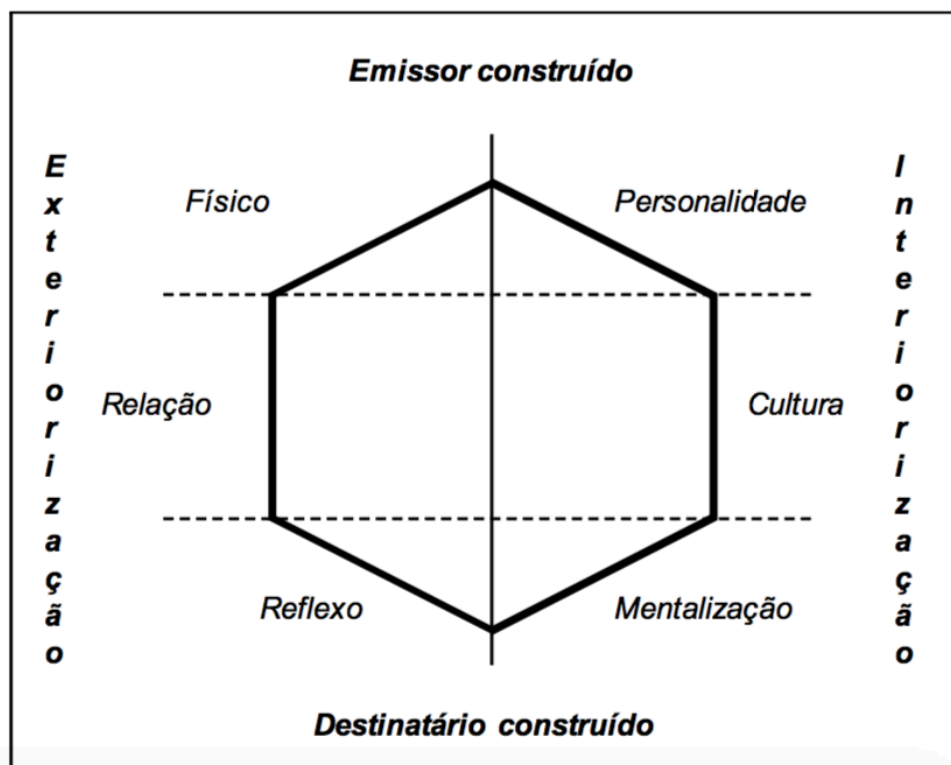 Emissor construído
Exteriorização
Interiorização
Físico
Personalidade
Relação
Cultura
Reflexo
Mentalização
Destinatário construído